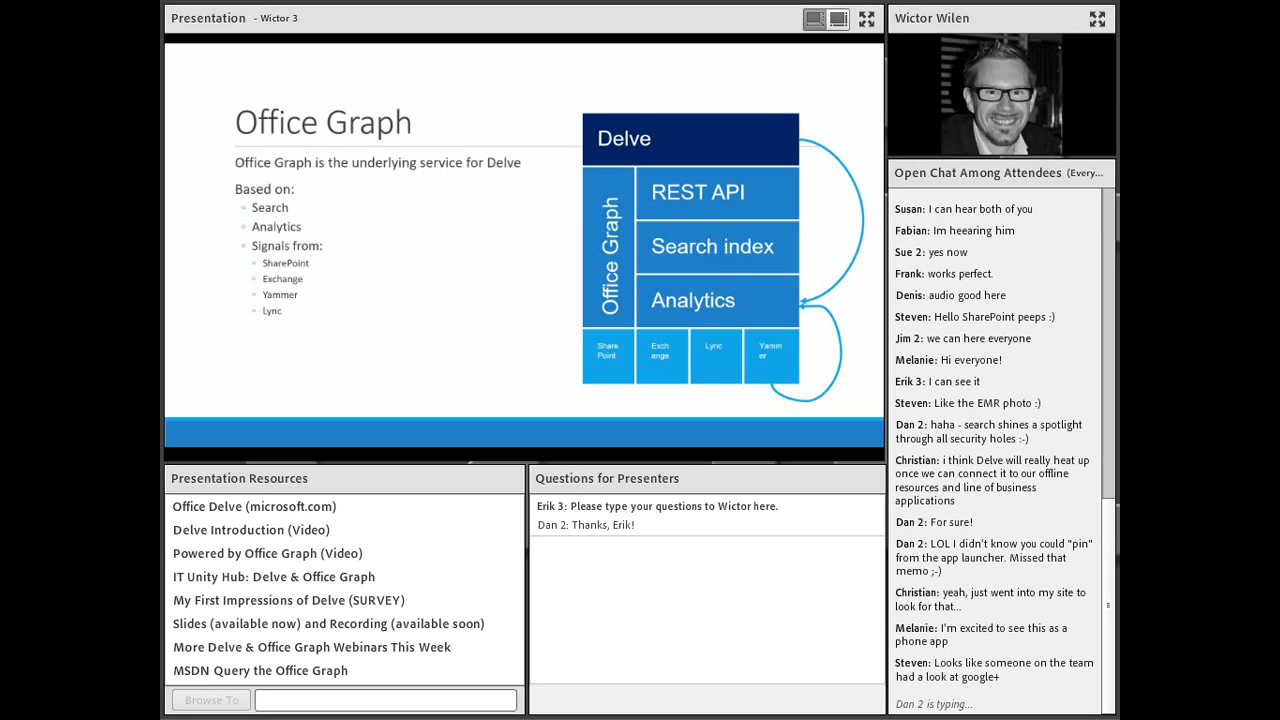 Presentation - Wictor 3
Office Graph
Office Graph is the underlying service for Delve
Based on:
Search
Analytics
Signals from:
SharePoint
Exchange
Yammer
Lync
Delve
Office Graph
REST API
Search index
Analytics
Share
Point
Exch
ange
Lync
Yamm
er
Presentation Resources
Office Delve (microsoft.com)
Delve Introduction (Video)
Powered by Office Graph (Video)
IT Unity Hub: Delve & Office Graph
My First Impressions of Delve (SURVEY)
Slides (available now) and Recording (available soon)
More Delve & Office Graph Webinars This Week
MSDN Query the Office Graph
Browse To
Questions for Presenters
Erik 3: Please type your questions to Wictor here.
Dan 2: Thanks, Erik!
Wictor Wilen
Open Chat Among Attendees (Every...
Susan: I can hear both of you
Fabian: Im heearing him
Sue 2: yes now
Frank: works perfect.
Denis: audio good here
Steven: Hello SharePoint peeps :)
Jim 2: we can here everyone
Melanie: Hi everyone!
Erik 3: I can see it
Steven: Like the EMR photo :)
Dan 2: haha - search shines a spotlight
through all security holes :-)
Christian: i think Delve will really heat up
once we can connect it to our offline
resources and line of business
applications
Dan 2: For sure!
Dan 2: LOL I didn't know you could "pin"
from the app launcher. Missed that
memo ;-)
Christian: yeah, just went into my site to
look for that...
Melanie: I'm excited to see this as a
phone app
Steven: Looks like someone on the team
had a look at google+
Dan 2 is typing...